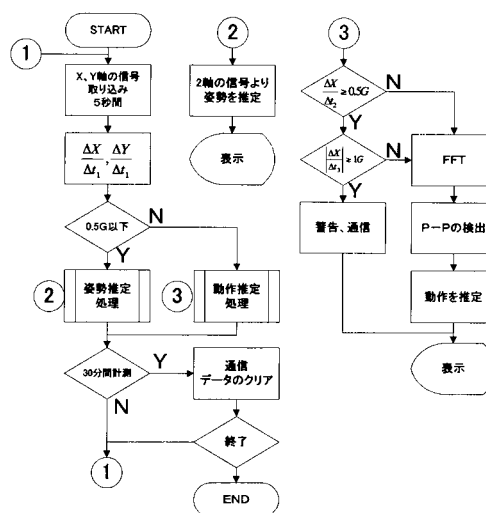 START
1
X、Y軸の信号
取り込み
5秒間
ΔX/Δt₁, ΔY/Δt₁
0.5G以下
N
Y
2
姿勢推定
処理
3
動作推定
処理
30分間計測
Y
N
通信
データのクリア
終了
1
END
2
2軸の信号より
姿勢を推定
表示
3
ΔX/Δt₂ ≥0.5G
N
Y
|ΔX/Δt₃| ≥1G
N
Y
FFT
警告、通信
P-Pの検出
動作を推定
表示